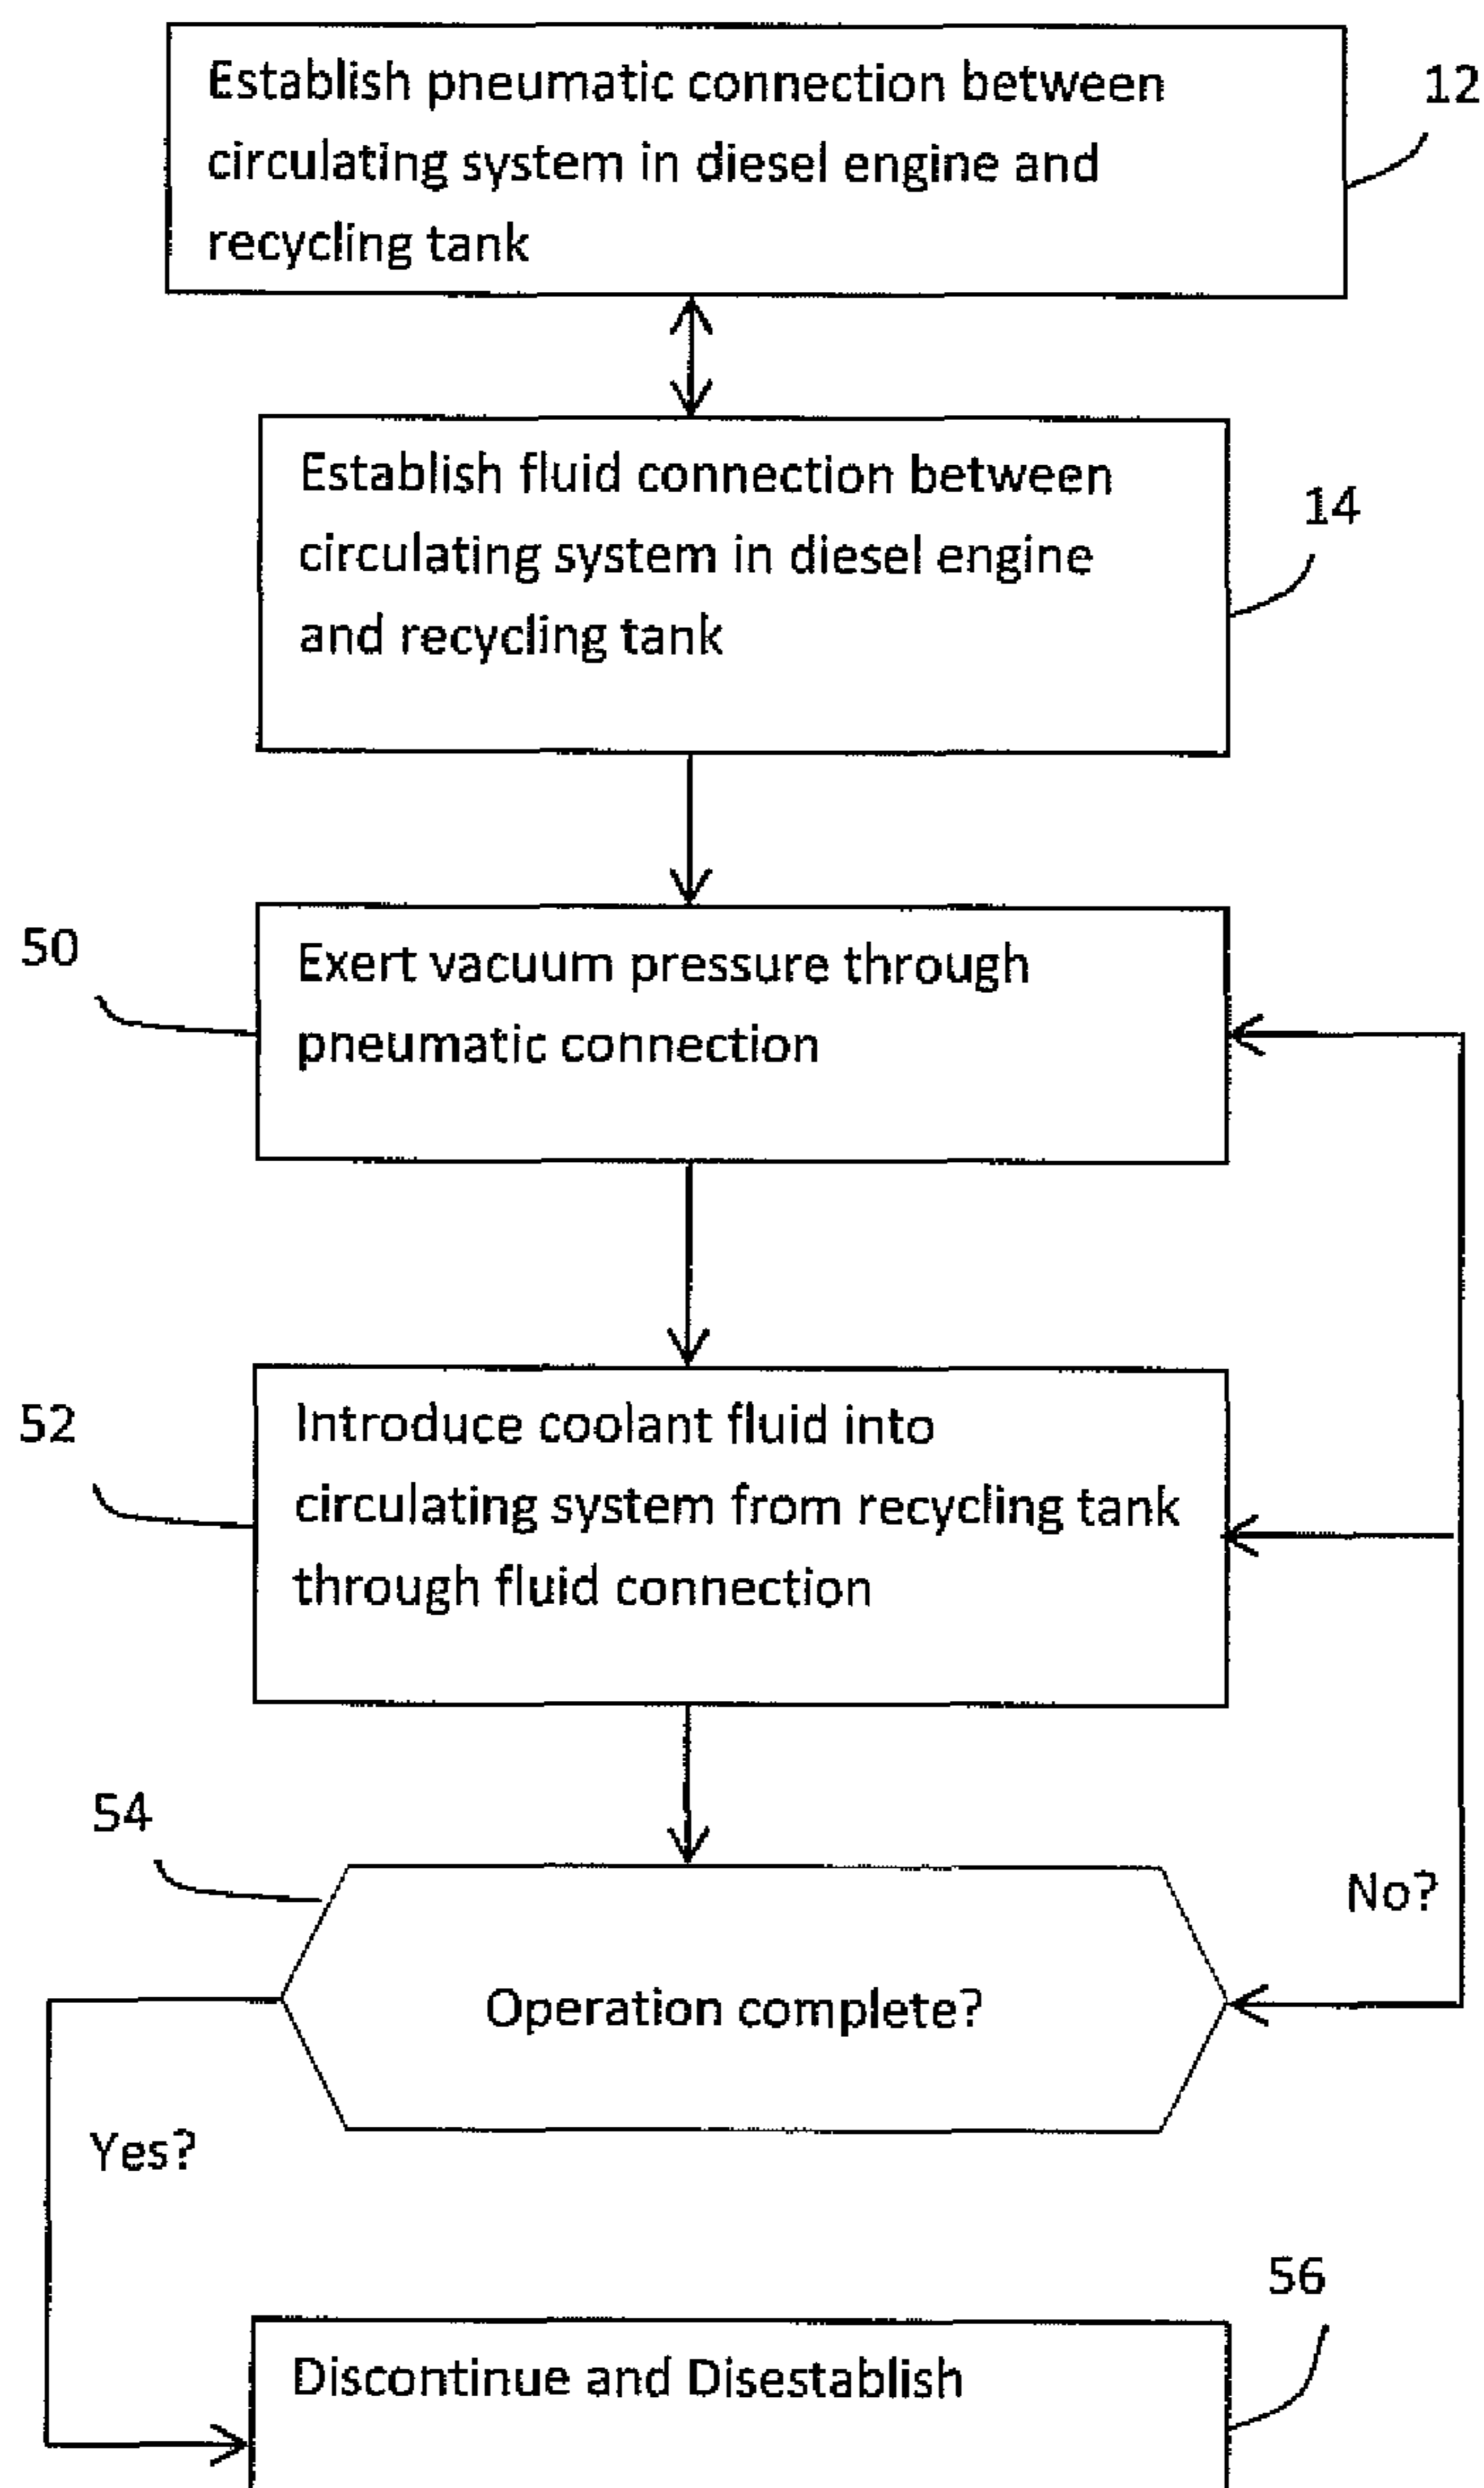 Establish pneumatic connection between
circulating system in diesel engine and
recycling tank
12
Establish fluid connection between
circulating system in diesel engine
and recycling tank
14
50
Exert vacuum pressure through
pneumatic connection
52
Introduce coolant fluid into
circulating system from recycling tank
through fluid connection
54
No?
Operation complete?
Yes?
56
Discontinue and Disestablish